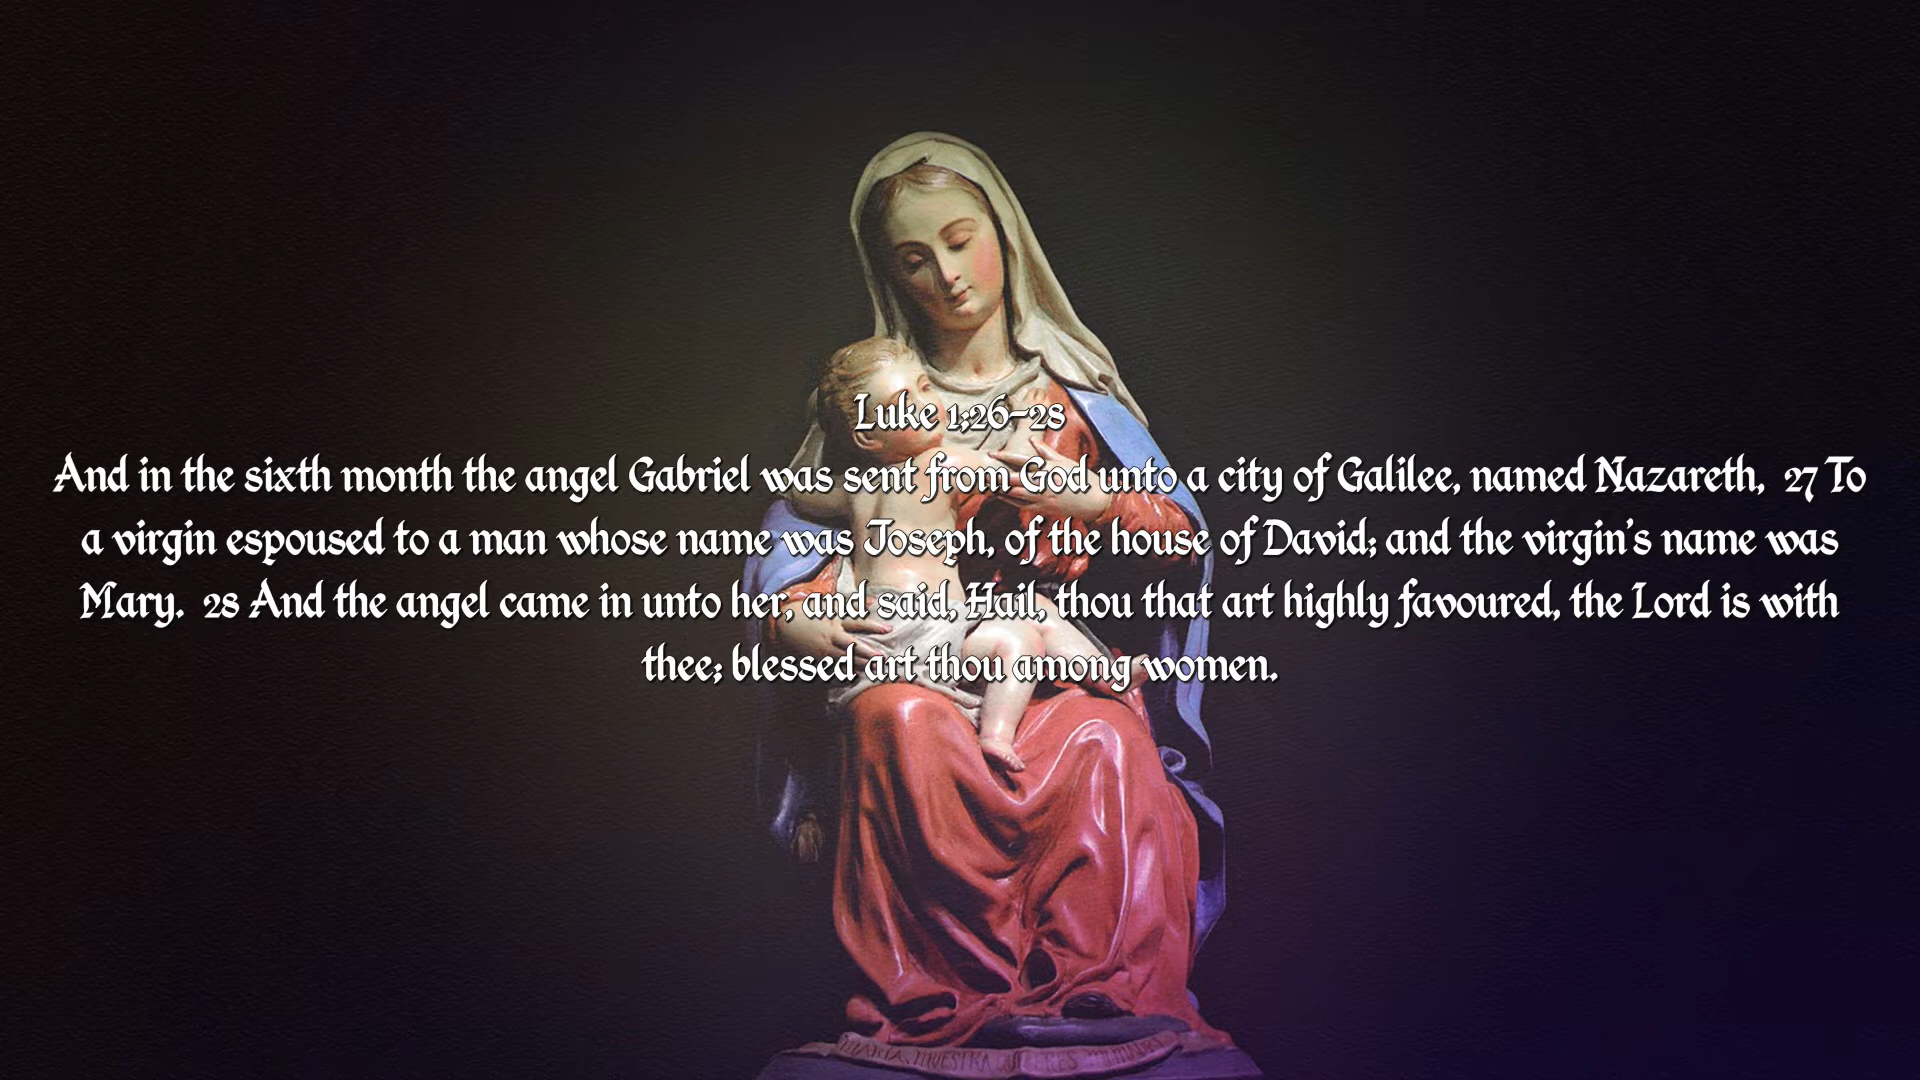 Luke 1:26-28
And in the sixth month the angel Gabriel was sent from God unto a city of Galilee, named Nazareth, 27 To
a virgin espoused to a man whose name was Joseph, of the house of David; and the virgin's name was
Mary. 28 And the angel came in unto her, and said, Hail, thou that art highly favoured, the Lord is with
thee; blessed art thou among women.